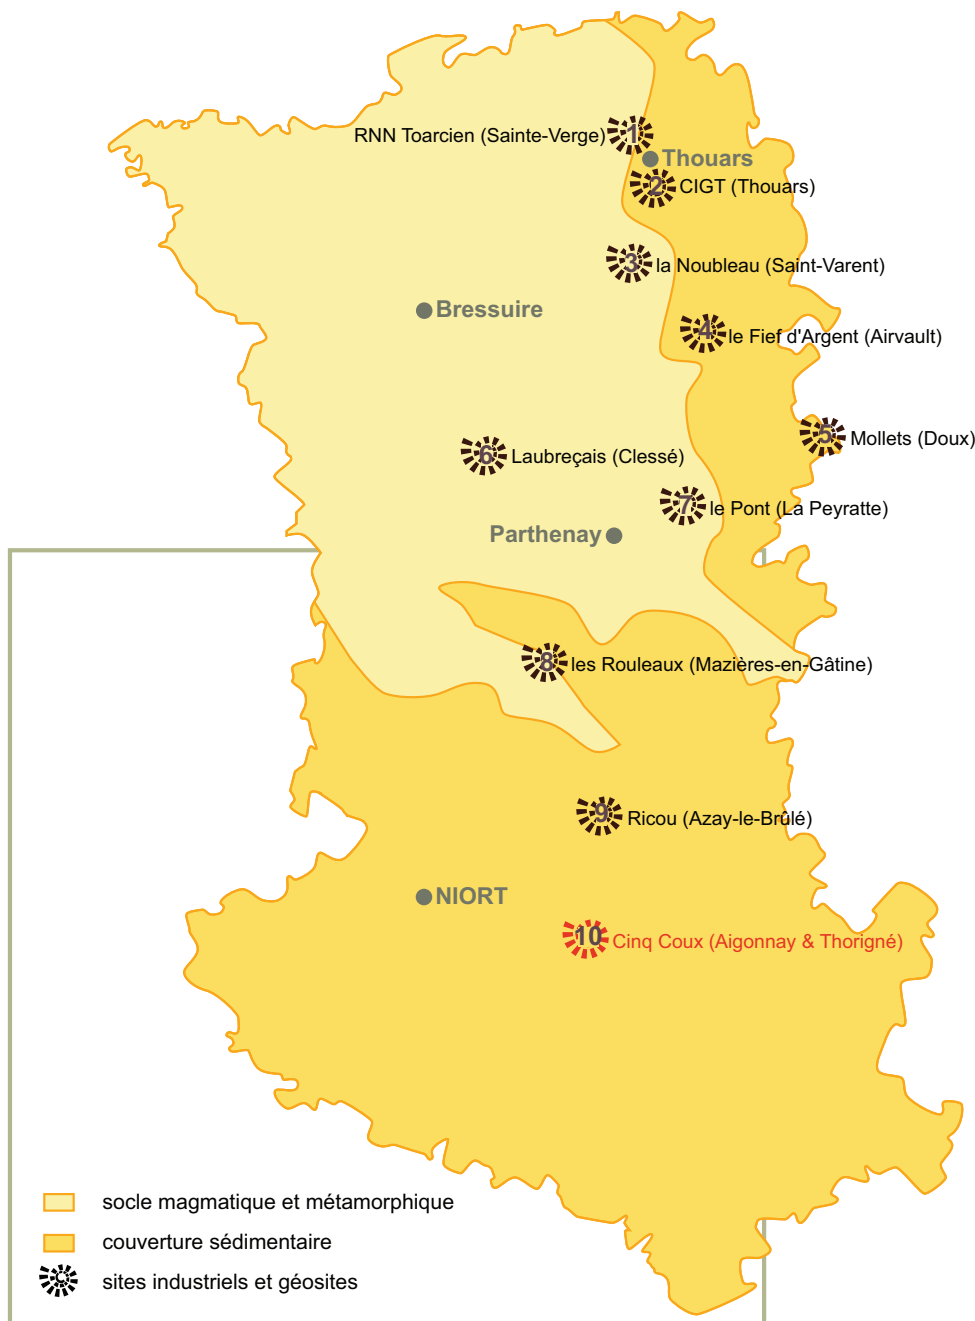 RNN Toarcien (Sainte-Verge)
1
Thouars
2
CIGT (Thouars)
3
la Noubleau (Saint-Varent)
Bressuire
4
le Fief d'Argent (Airvault)
5
Mollets (Doux)
6
Laubreçais (Clessé)
7
le Pont (La Peyratte)
Parthenay
8
les Rouleaux (Mazières-en-Gâtine)
9
Ricou (Azay-le-Brûlé)
NIORT
10
Cinq Coux (Aigonnay & Thorigné)
socle magmatique et métamorphique
couverture sédimentaire
sites industriels et géosites